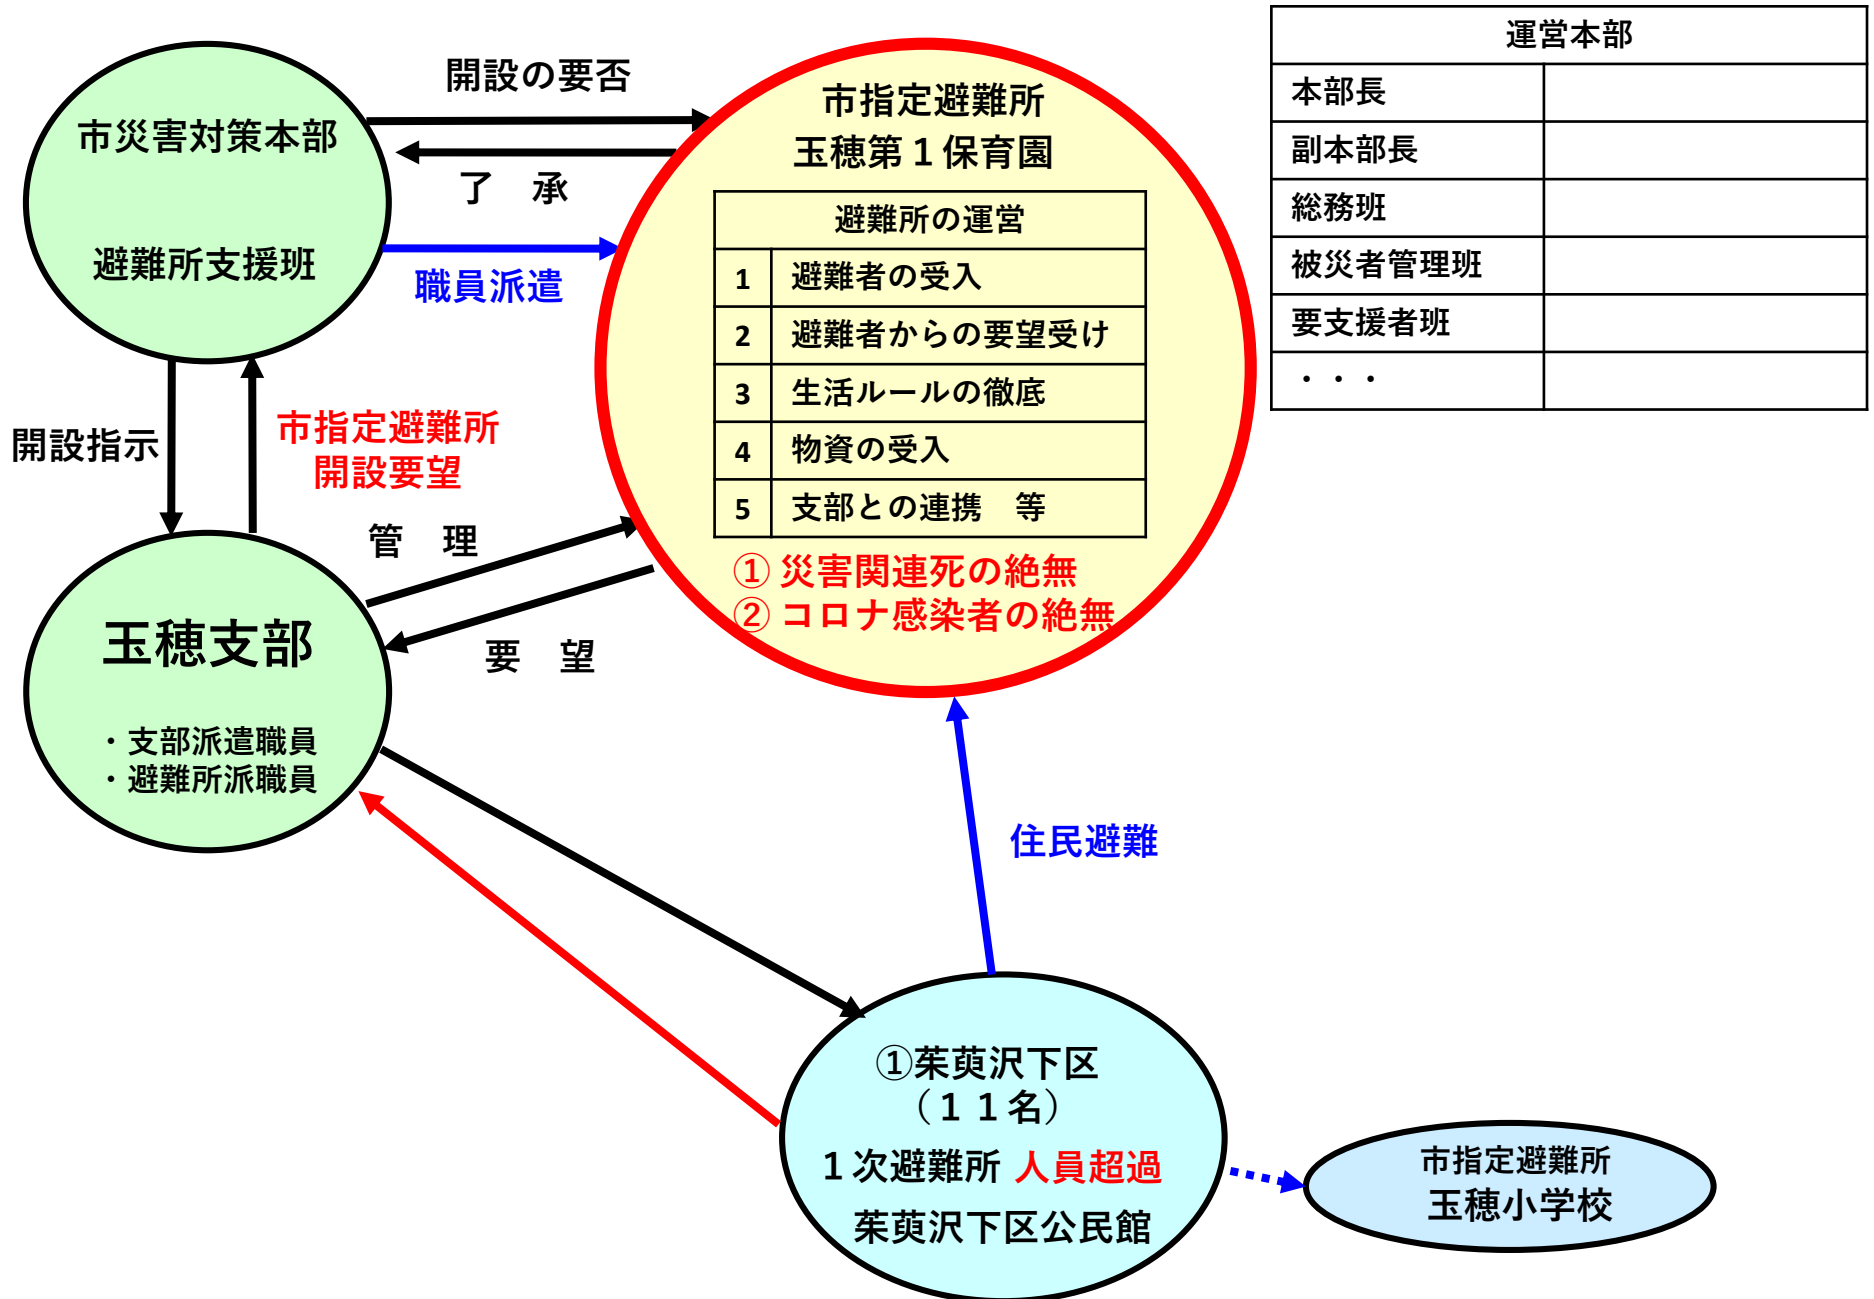 市災害対策本部
避難所支援班
開設の要否
了　承
職員派遣
市指定避難所
玉穂第１保育園
避難所の運営
1 避難者の受入
2 避難者からの要望受け
3 生活ルールの徹底
4 物資の受入
5 支部との連携　等
① 災害関連死の絶無
② コロナ感染者の絶無
運営本部
本部長
副本部長
総務班
被災者管理班
要支援者班
・・・
開設指示
市指定避難所
開設要望
管　理
要　望
玉穂支部
・支部派遣職員
・避難所派職員
住民避難
①茱萸沢下区
（１１名）
１次避難所 人員超過
茱萸沢下区公民館
市指定避難所
玉穂小学校